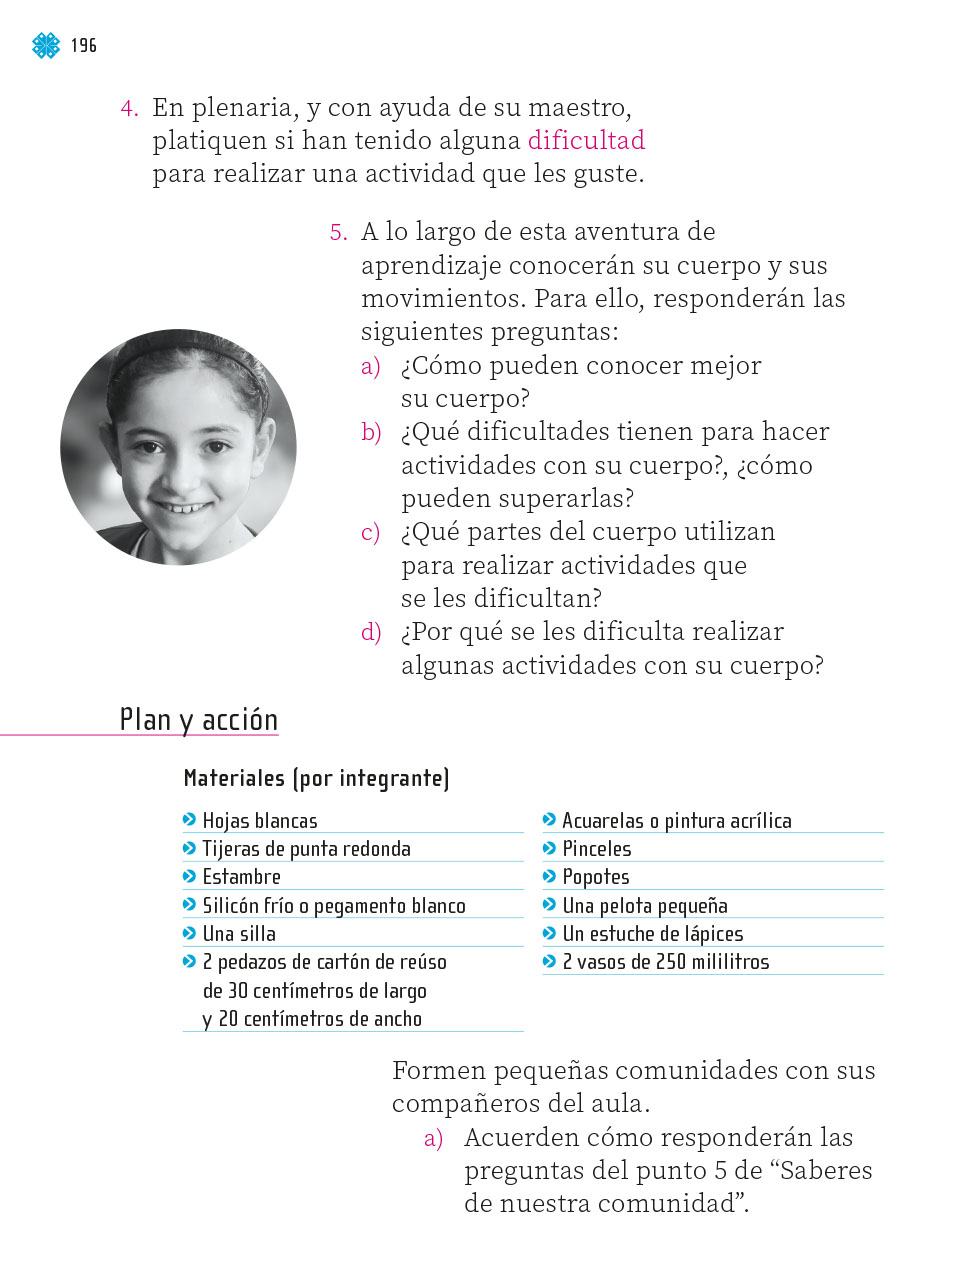 196
4. En plenaria, y con ayuda de su maestro,
platiquen si han tenido alguna dificultad
para realizar una actividad que les guste.
5. A lo largo de esta aventura de
aprendizaje conocerán su cuerpo y sus
movimientos. Para ello, responderán las
siguientes preguntas:
a) ¿Cómo pueden conocer mejor
su cuerpo?
b) ¿Qué dificultades tienen para hacer
actividades con su cuerpo?, ¿cómo
pueden superarlas?
c) ¿Qué partes del cuerpo utilizan
para realizar actividades que
se les dificultan?
d) ¿Por qué se les dificulta realizar
algunas actividades con su cuerpo?
Plan y acción
Materiales (por integrante)
Hojas blancas
Tijeras de punta redonda
Estambre
Silicón frío o pegamento blanco
Una silla
2 pedazos de cartón de reúso
de 30 centímetros de largo
y 20 centímetros de ancho
Acuarelas o pintura acrílica
Pinceles
Popotes
Una pelota pequeña
Un estuche de lápices
2 vasos de 250 mililitros
Formen pequeñas comunidades con sus
compañeros del aula.
a) Acuerden cómo responderán las
preguntas del punto 5 de “Saberes
de nuestra comunidad”.